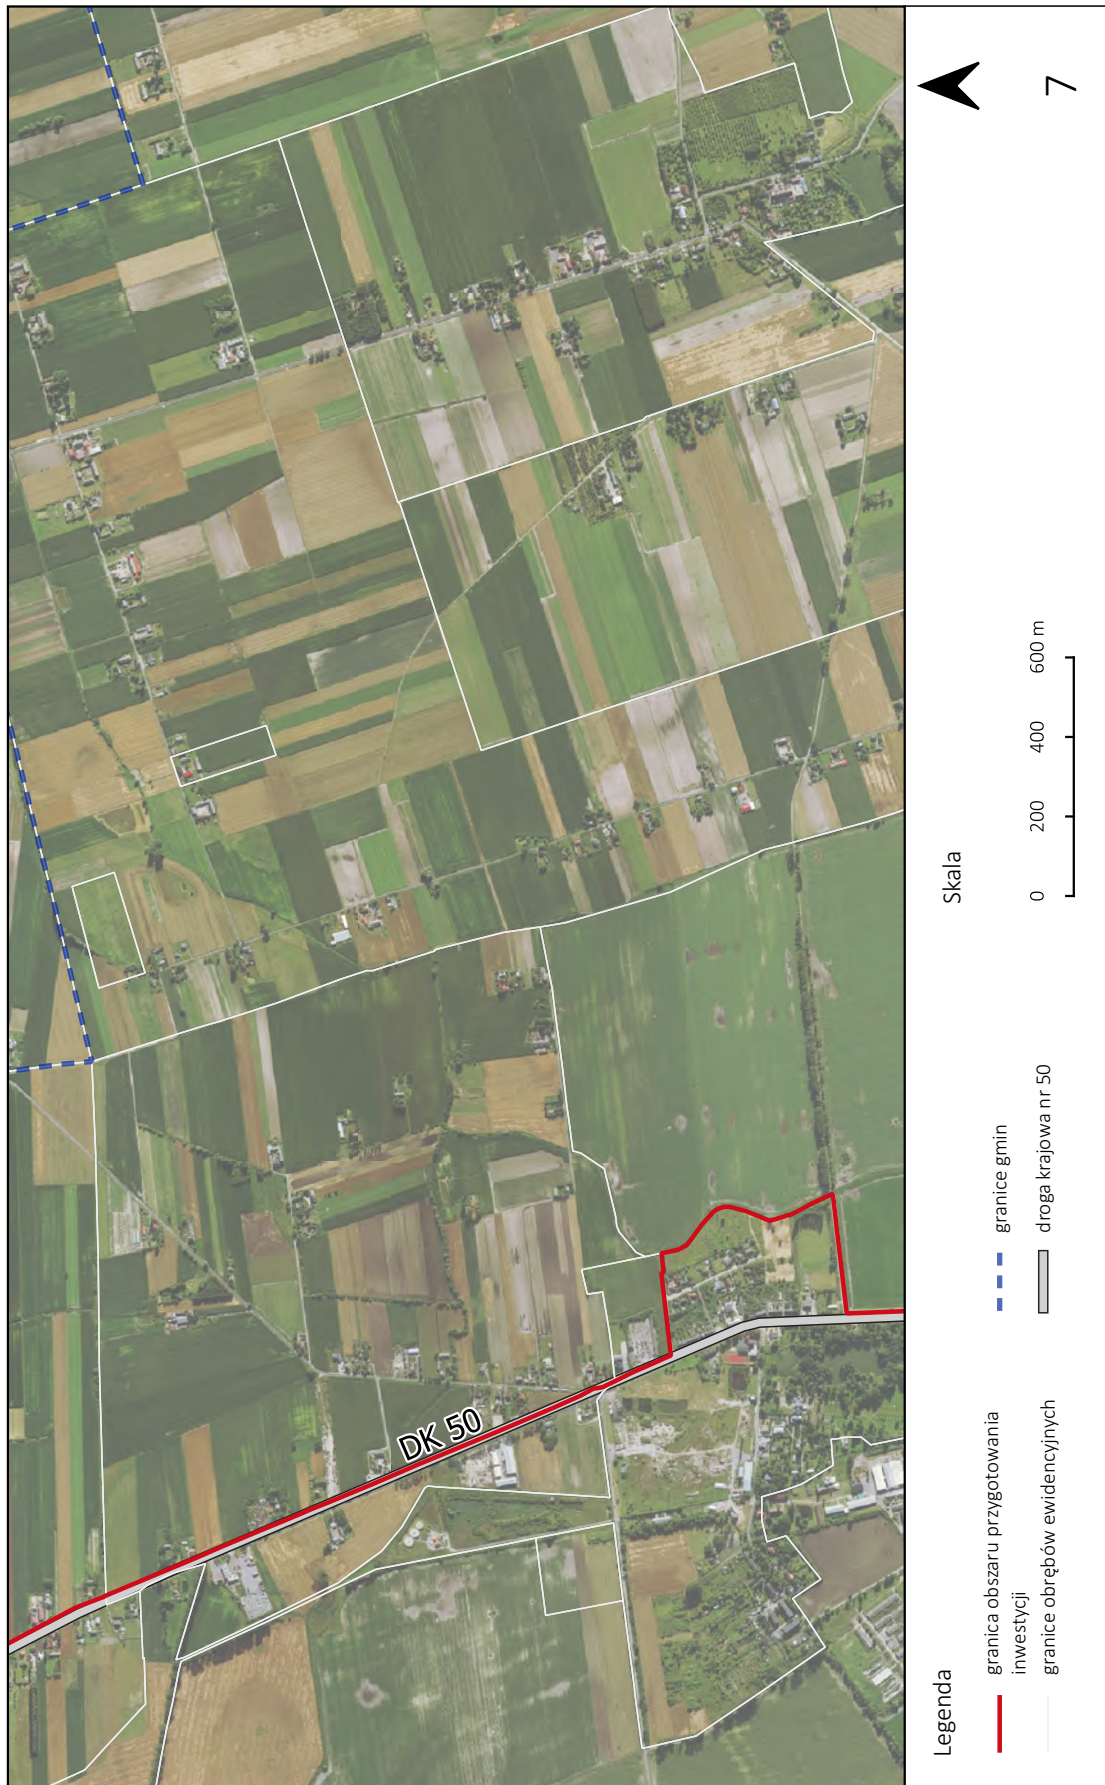 DK 50
Legenda
granica obszaru przygotowania
inwestycji
granice obrębów ewidencyjnych
granice gmin
droga krajowa nr 50
Skala
0 200 400 600 m
7